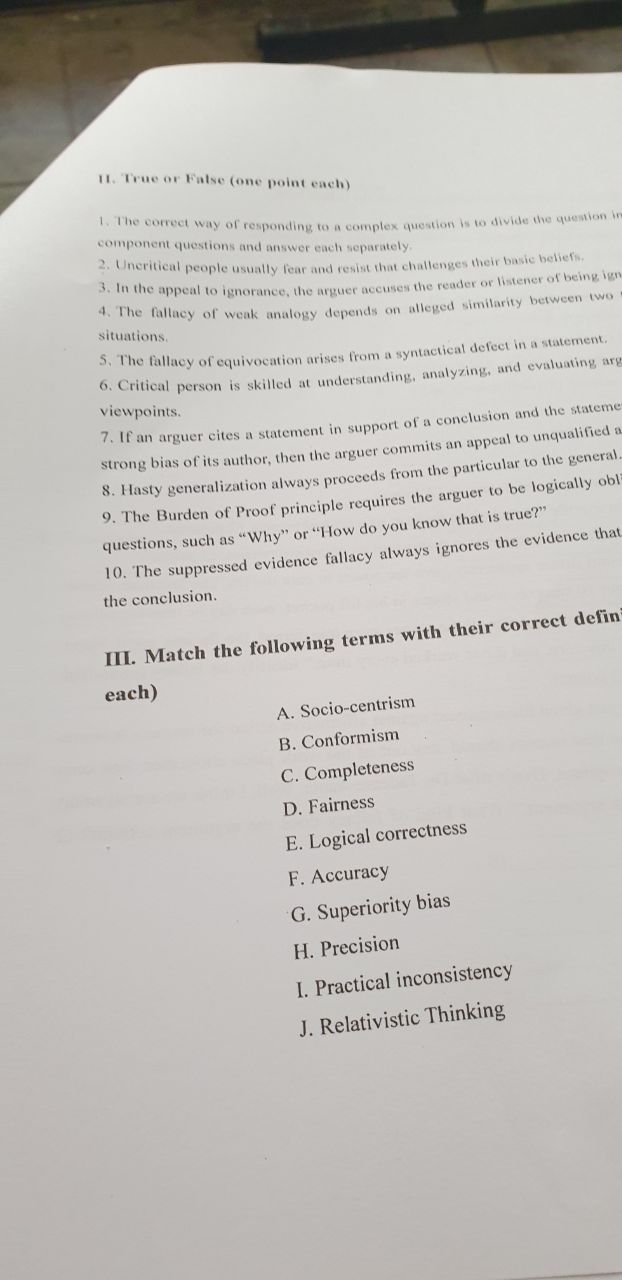 II. True or False (one point each)
1. The correct way of responding to a complex question is to divide the question
component questions and answer each separately.
2. Uncritical people usually fear and resist that challenges their basic beliefs.
3. In the appeal to ignorance, the arguer accuses the reader or listener of being
4. The fallacy of weak analogy depends on alleged similarity between two
situations.
5. The fallacy of equivocation arises from a syntactical defect in a statement.
6. Critical person is skilled at understanding, analyzing, and evaluating
viewpoints.
7. If an arguer cites a statement in support of a conclusion and the
strong bias of its author, then the arguer commits an appeal to unqualified
8. Hasty generalization always proceeds from the particular to the general.
9. The Burden of Proof principle requires the arguer to be logically
questions, such as “Why” or “How do you know that is true?”
10. The suppressed evidence fallacy always ignores the evidence that
the conclusion.
III. Match the following terms with their correct
each)
A. Socio-centrism
B. Conformism
C. Completeness
D. Fairness
E. Logical correctness
F. Accuracy
G. Superiority bias
H. Precision
I. Practical inconsistency
J. Relativistic Thinking